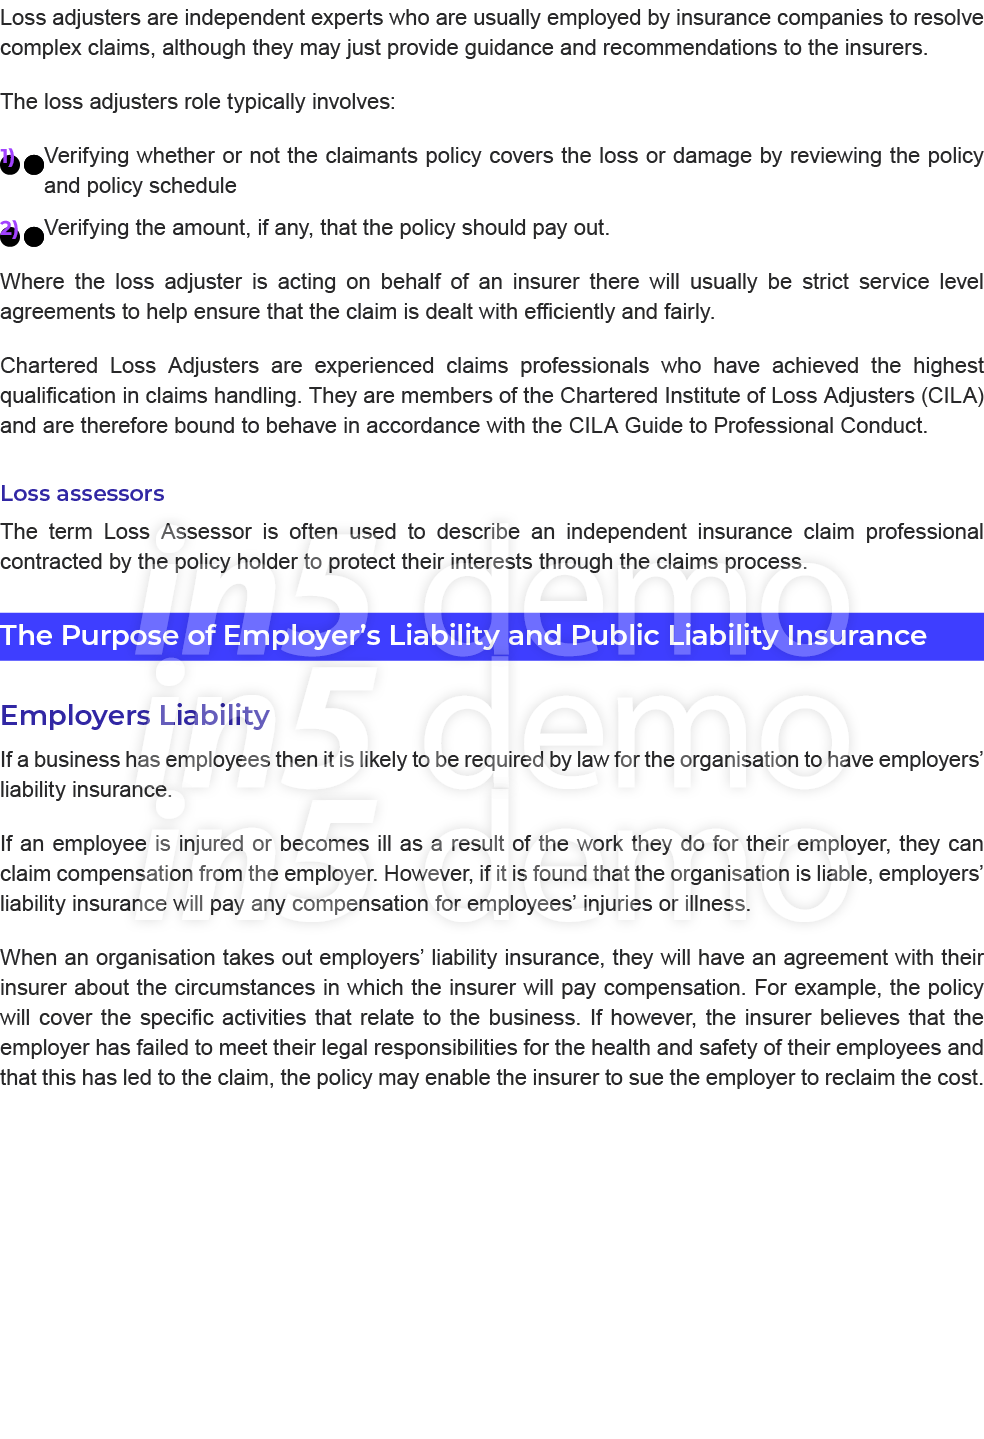 Loss adjusters are independent experts who are usually employed by insurance companies to resolve
complex claims, although they may just provide guidance and recommendations to the insurers.
The loss adjusters role typically involves:
1) Verifying whether or not the claimants policy covers the loss or damage by reviewing the policy
and policy schedule
2) Verifying the amount, if any, that the policy should pay out.
Where the loss adjuster is acting on behalf of an insurer there will usually be strict service level
agreements to help ensure that the claim is dealt with efficiently and fairly.
Chartered Loss Adjusters are experienced claims professionals who have achieved the highest
qualification in claims handling. They are members of the Chartered Institute of Loss Adjusters (CILA)
and are therefore bound to behave in accordance with the CILA Guide to Professional Conduct.
Loss assessors
The term Loss Assessor is often used to describe an independent insurance claim professional
contracted by the policy holder to protect their interests through the claims process.
in5 demo
The Purpose of Employer’s Liability and Public Liability Insurance
in5 demo
Employers Liability
If a business has employees then it is likely to be required by law for the organisation to have employers’
liability insurance.
in5 demo
If an employee is injured or becomes ill as a result of the work they do for their employer, they can
claim compensation from the employer. However, if it is found that the organisation is liable, employers’
liability insurance will pay any compensation for employees’ injuries or illness.
When an organisation takes out employers’ liability insurance, they will have an agreement with their
insurer about the circumstances in which the insurer will pay compensation. For example, the policy
will cover the specific activities that relate to the business. If however, the insurer believes that the
employer has failed to meet their legal responsibilities for the health and safety of their employees and
that this has led to the claim, the policy may enable the insurer to sue the employer to reclaim the cost.